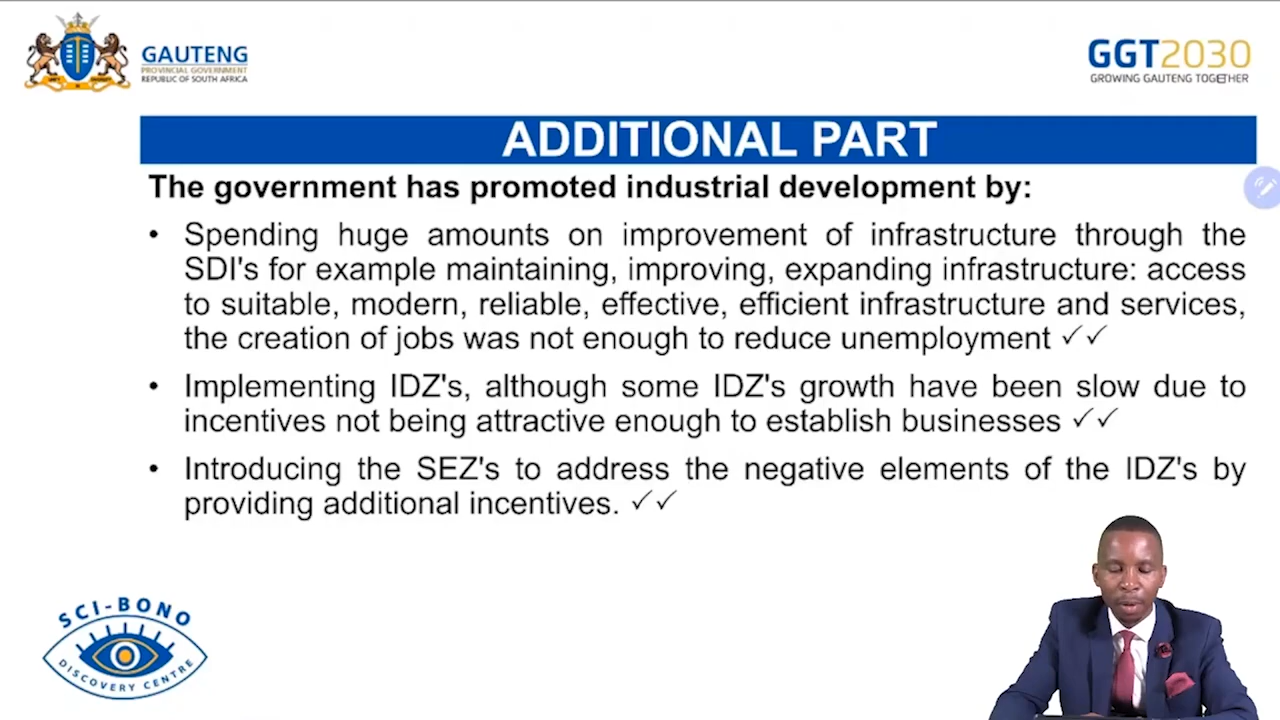 GAUTENG
PROVINCIAL GOVERNMENT
REPUBLIC OF SOUTH AFRICA
GGT2030
GROWING GAUTENG TOGETHER
ADDITIONAL PART
The government has promoted industrial development by:
• Spending huge amounts on improvement of infrastructure through the
SDI's for example maintaining, improving, expanding infrastructure: access
to suitable, modern, reliable, effective, efficient infrastructure and services,
the creation of jobs was not enough to reduce unemployment ✓✓
• Implementing IDZ's, although some IDZ's growth have been slow due to
incentives not being attractive enough to establish businesses ✓✓
• Introducing the SEZ's to address the negative elements of the IDZ's by
providing additional incentives. ✓✓
SCI-BONO
DISCOVERY CENTRE